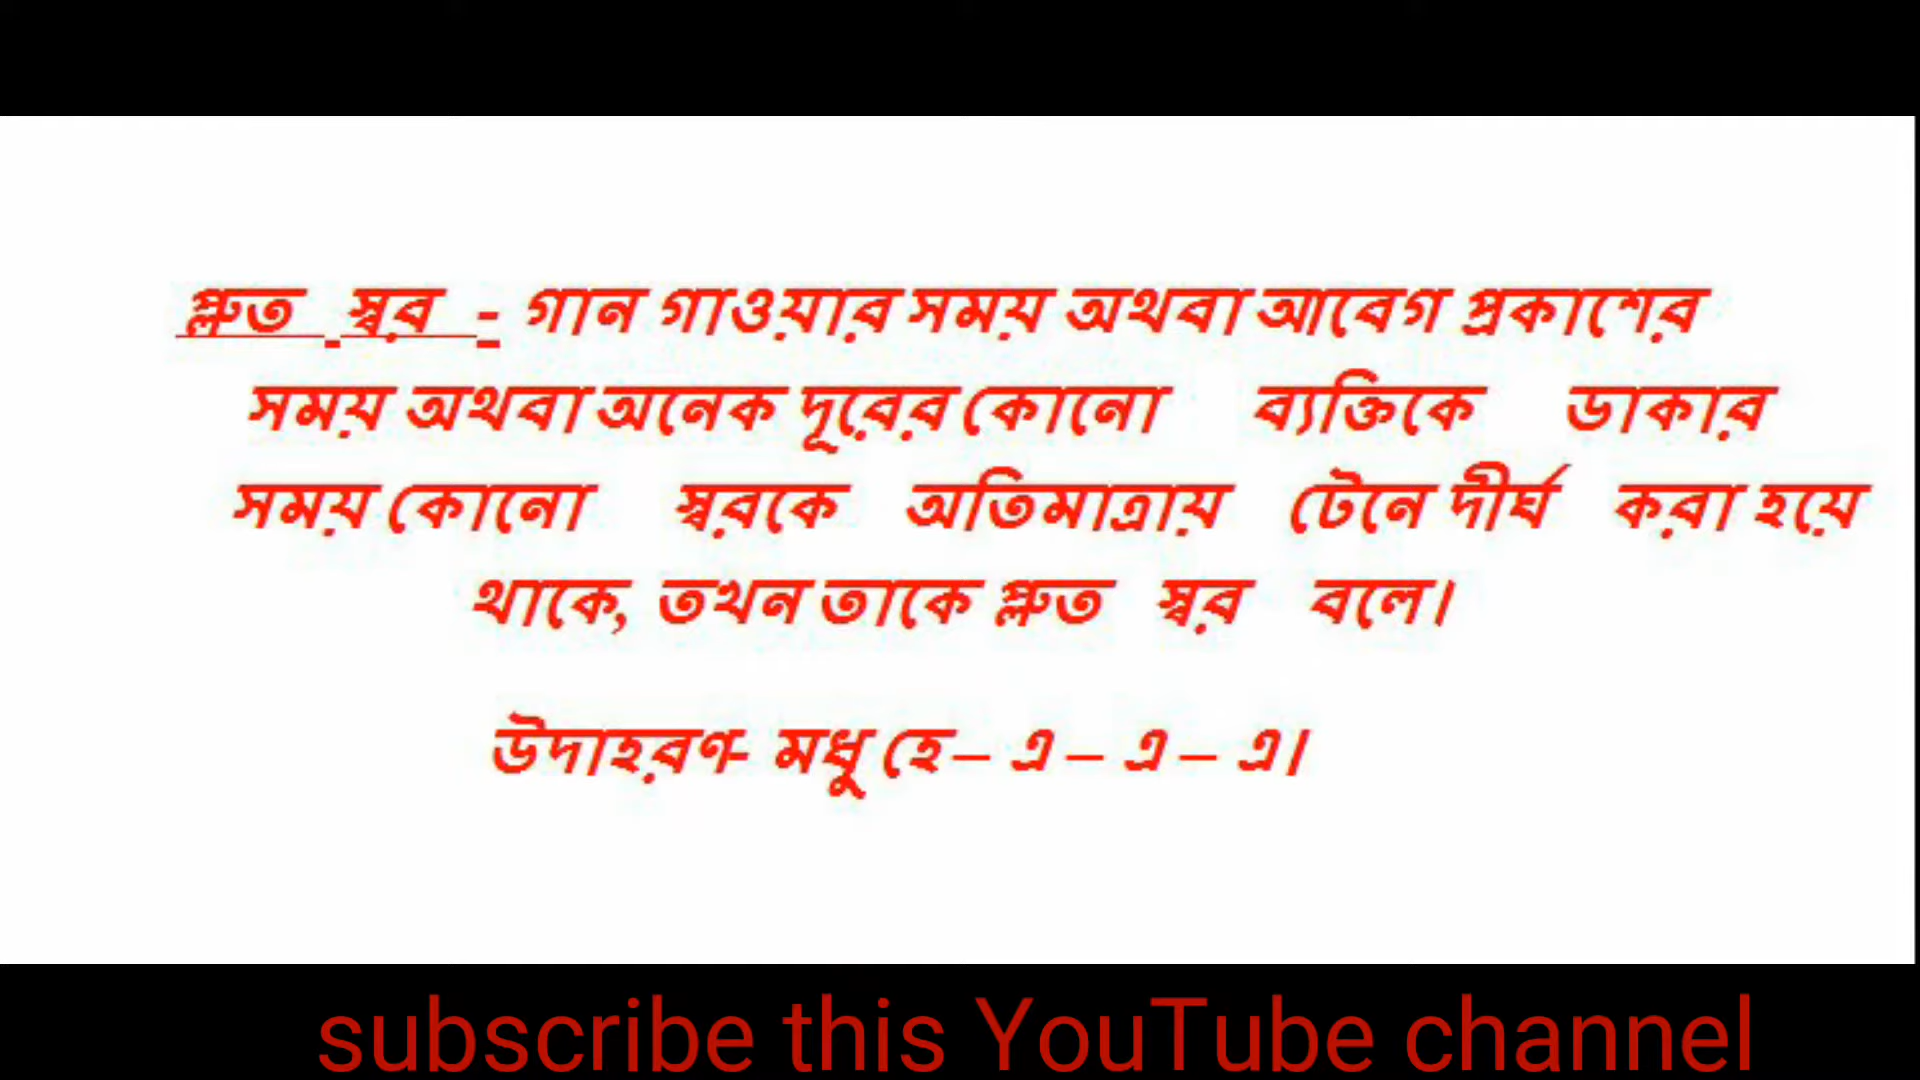 প্লুত স্বর - গান গাওয়ার সময় অথবা আবেগ প্রকাশের
সময় অথবা অনেক দূরের কোনো ব্যক্তিকে ডাকার
সময় কোনো স্বরকে অতিমাত্রায় টেনে দীর্ঘ করা হয়ে
থাকে, তখন তাকে প্লুত স্বর বলে।
উদাহরণ- মধু হে – এ – এ – এ।
subscribe this YouTube channel